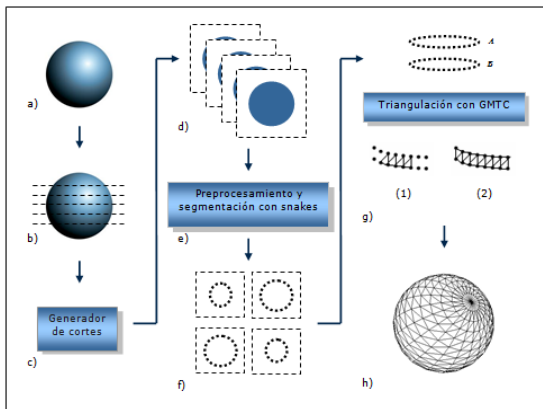 a)
b)
Generador
de cortes
c)
d)
Preprocesamiento y
segmentación con snakes
e)
f)
A
B
Triangulación con GMTC
(1)
(2)
g)
h)